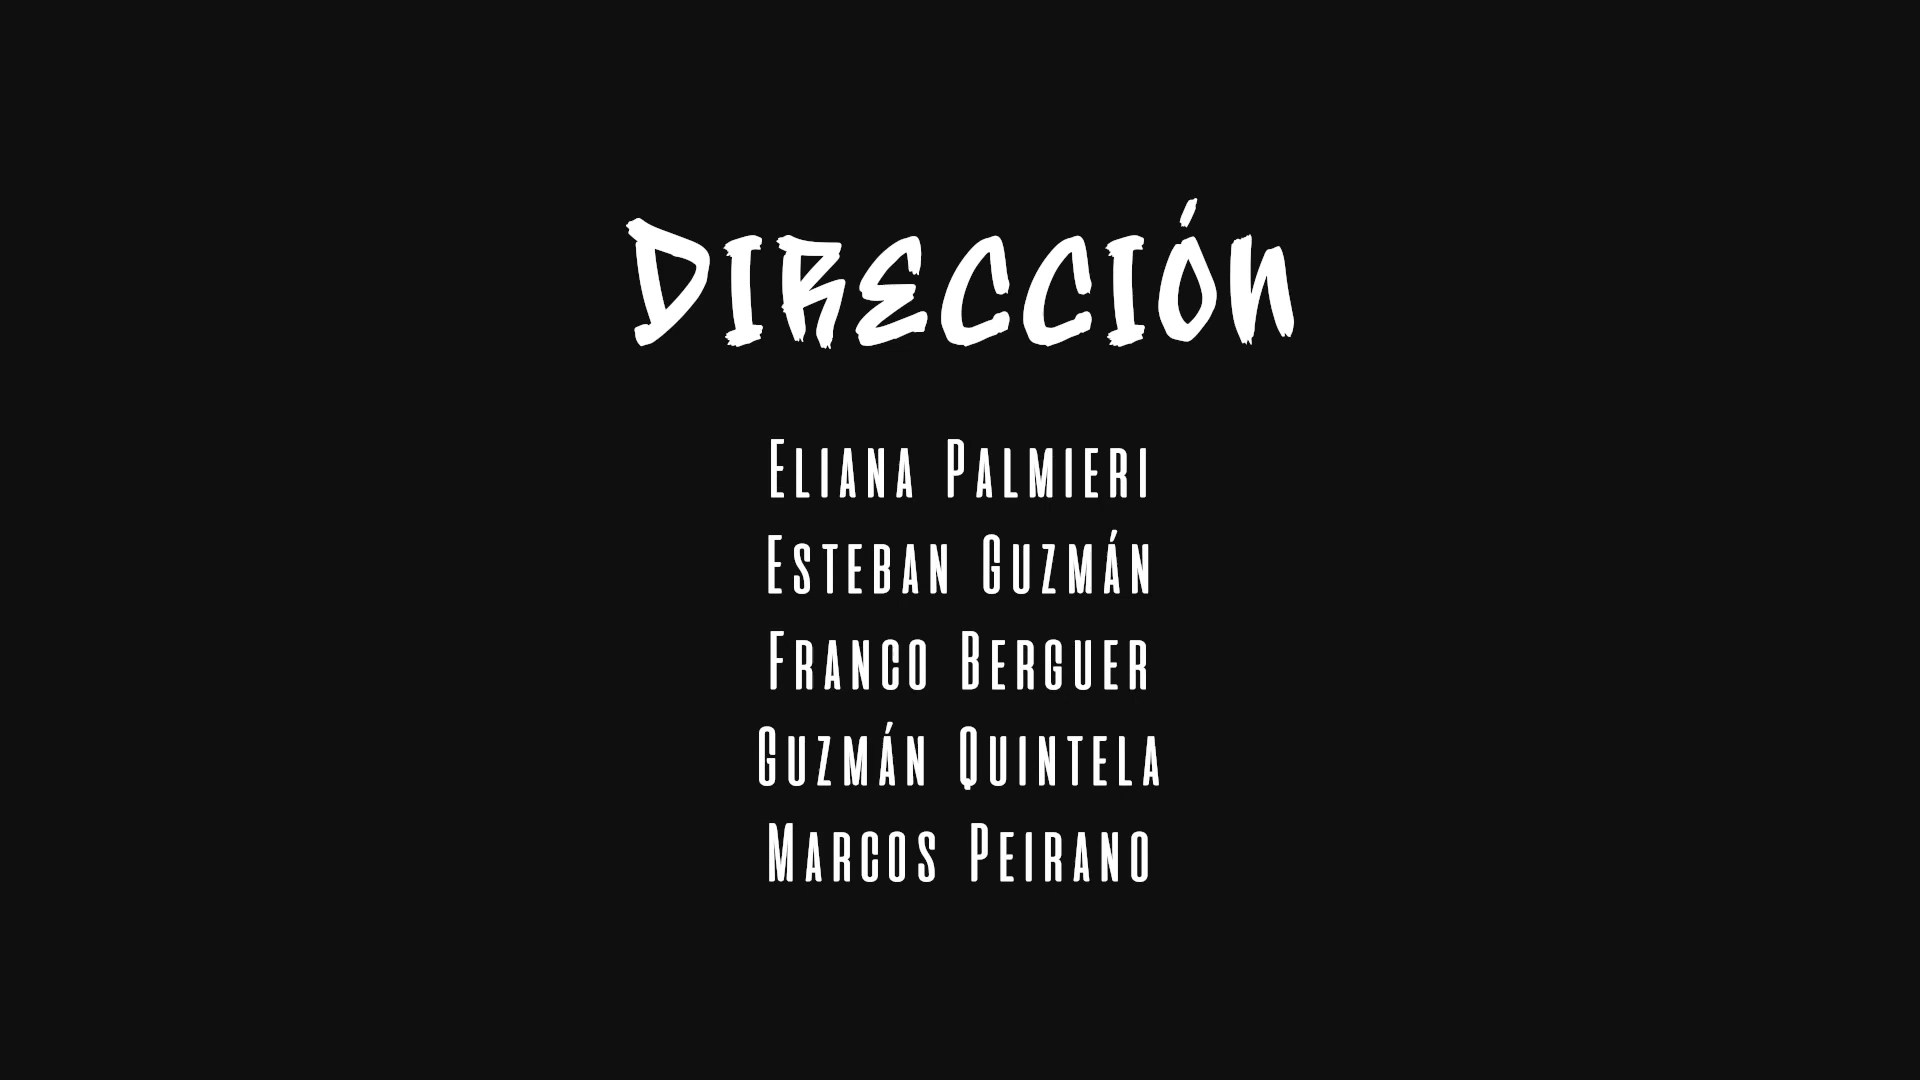 DIRECCIÓN
Eliana Palmieri
Esteban Guzmán
Franco Berguer
Guzmán Quintela
Marcos Peirano